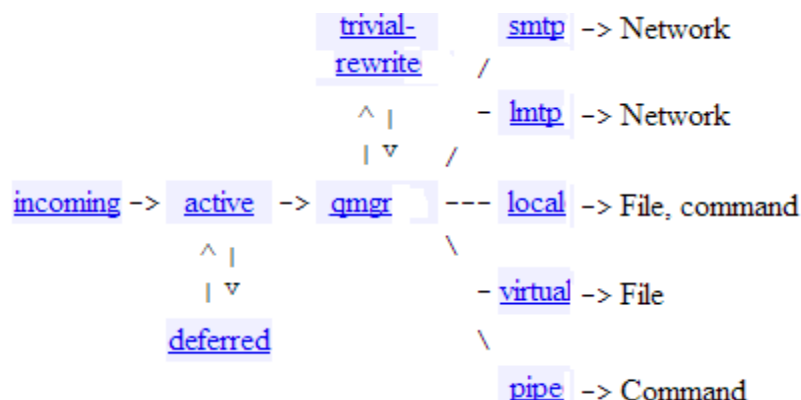 trivial-    smtp -> Network
rewrite /
^ | - lmtp -> Network
| v /
incoming -> active -> qmgr --- local -> File, command
^ | \
| v - virtual -> File
deferred \
pipe -> Command